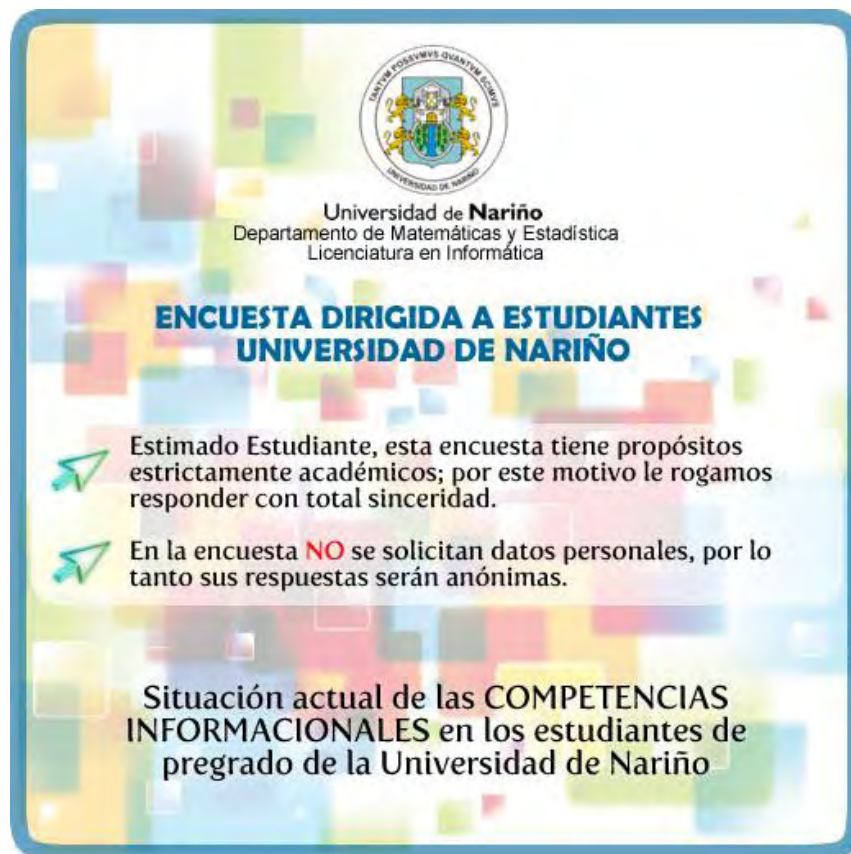 TANTVM POSSVMVS QVANTVM SCIMVS
UNIVERSIDAD DE NARIÑO
Universidad de Nariño
Departamento de Matemáticas y Estadística
Licenciatura en Informática
ENCUESTA DIRIGIDA A ESTUDIANTES
UNIVERSIDAD DE NARIÑO
Estimado Estudiante, esta encuesta tiene propósitos
estrictamente académicos; por este motivo le rogamos
responder con total sinceridad.
En la encuesta NO se solicitan datos personales, por lo
tanto sus respuestas serán anónimas.
Situación actual de las COMPETENCIAS
INFORMACIONALES en los estudiantes de
pregrado de la Universidad de Nariño